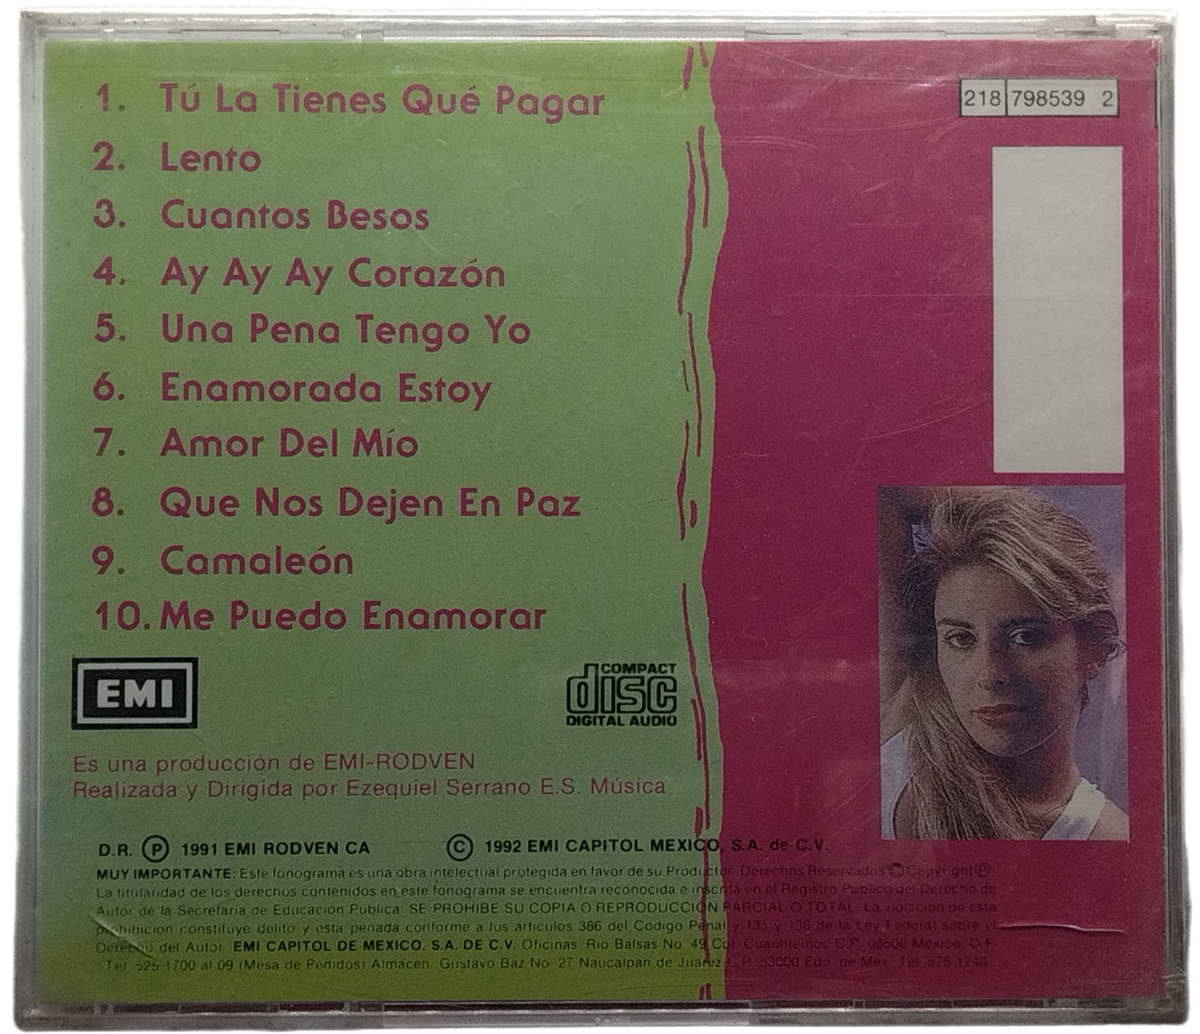 1. Tú La Tienes Qué Pagar
2. Lento
3. Cuantos Besos
4. Ay Ay Ay Corazón
5. Una Pena Tengo Yo
6. Enamorada Estoy
7. Amor Del Mío
8. Que Nos Dejen En Paz
9. Camaleón
10. Me Puedo Enamorar
218 798539 2
EMI
COMPACT
disc
DIGITAL AUDIO
Es una producción de EMI-RODVEN
Realizada y Dirigida por Ezequiel Serrano E.S. Música
D.R. Ⓟ 1991 EMI RODVEN CA © 1992 EMI CAPITOL MEXICO, S.A. de C.V.
MUY IMPORTANTE: Este fonograma es una obra intelectual protegida en favor de su Productor. Derechos Reservados © Copyright Ⓟ
La titularidad de los derechos contenidos en este fonograma se encuentra reconocida e inscrita en el Registro Publico del Derecho de
Autor de la Secretaria de Educacion Publica. SE PROHIBE SU COPIA O REPRODUCCION PARCIAL O TOTAL. La violacion de esta
prohibicion constituye delito y esta penada conforme a los articulos 386 del Codigo Penal y 135 y 136 de la Ley Federal sobre el
Derecho del Autor. EMI CAPITOL DE MEXICO, S.A. DE C.V. Oficinas. Rio Balsas No. 49 Col. Cuauhtemoc C.P. 06500 Mexico. D.F.
Tel. 525 1700 al 09 (Mesa de Pedidos) Almacen. Gustavo Baz No. 27 Naucalpan de Juarez C.P. 53000 Edo. de Mex. Tel. 576 1240